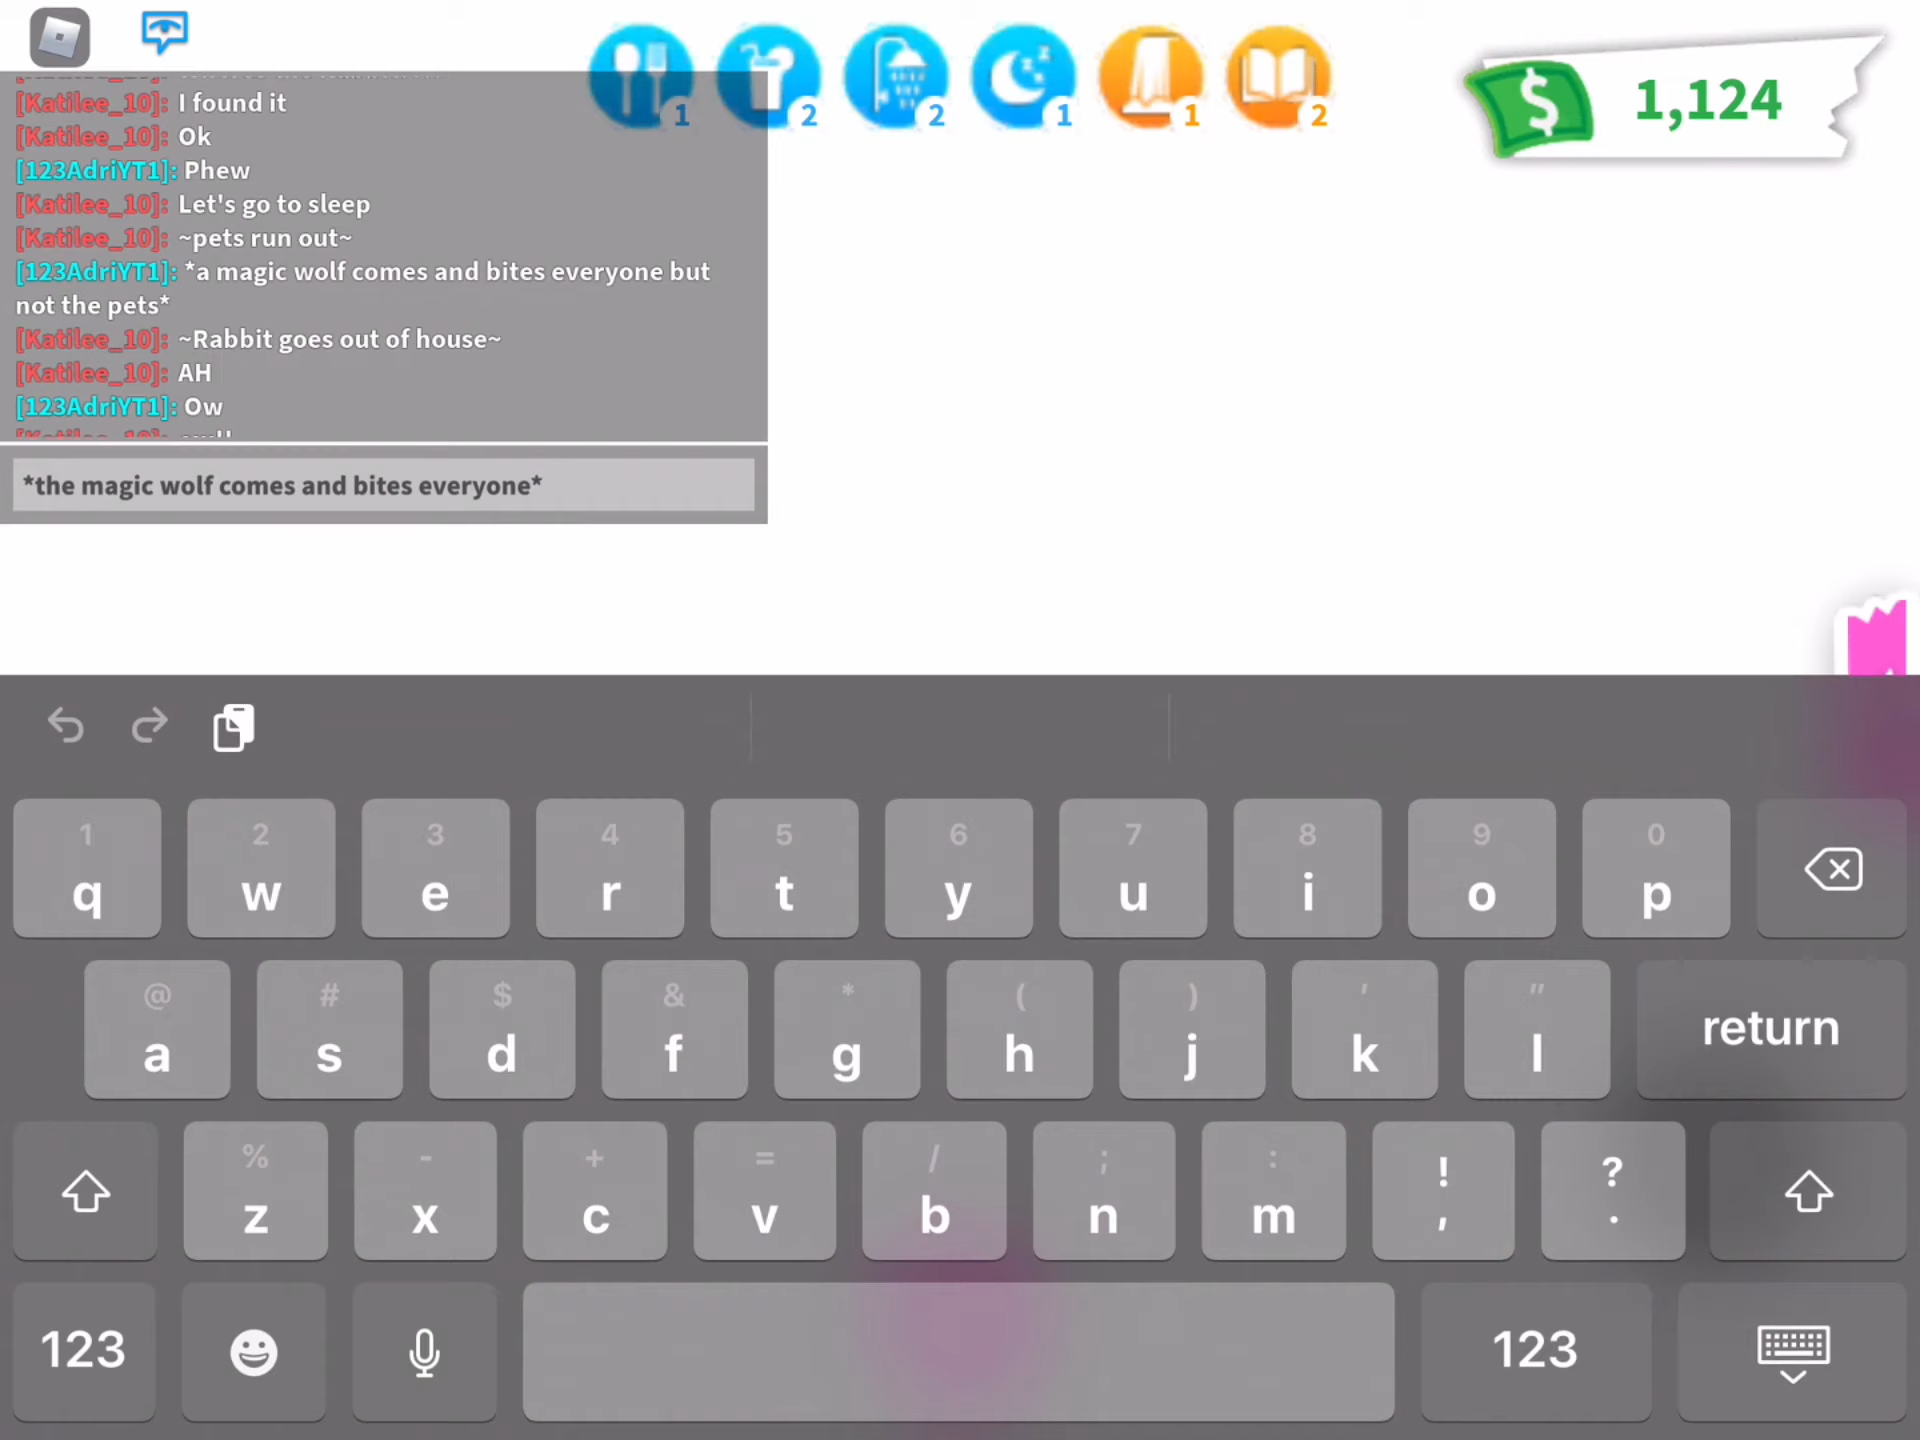 1 2 2 1 1 2
1,124
[Katilee_10]: I found it
[Katilee_10]: Ok
[123AdriYT1]: Phew
[Katilee_10]: Let's go to sleep
[Katilee_10]: ~pets run out~
[123AdriYT1]: *a magic wolf comes and bites everyone but
not the pets*
[Katilee_10]: ~Rabbit goes out of house~
[Katilee_10]: AH
[123AdriYT1]: Ow
*the magic wolf comes and bites everyone*
1 2 3 4 5 6 7 8 9 0
q w e r t y u i o p
@ # $ & * ( ) ' "
a s d f g h j k l return
% - + = / ; : ! ?
z x c v b n m , .
123 123